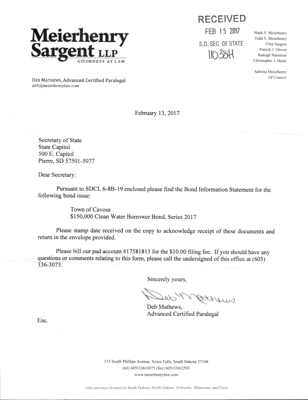 Meierhenry
Sargent LLP
ATTORNEYS AT LAW
DEB MATHEWS, Advanced Certified Paralegal
deb@meierhenrylaw.com
RECEIVED
FEB 15 2017
S.D. SEC. OF STATE
Mark V. Meierhenry
Todd V. Meierhenry
Clint Sargent
Patrick J. Glover
Raleigh Hansman
Christopher J. Healy
Sabrina Meierhenry
Of Counsel
February 13, 2017
Secretary of State
State Capitol
500 E. Capitol
Pierre, SD 57501-5077
Dear Secretary:
Pursuant to SDCL 6-8B-19 enclosed please find the Bond Information Statement for the
following bond issue:
Town of Cavour
$150,000 Clean Water Borrower Bond, Series 2017
Please stamp date received on the copy to acknowledge receipt of these documents and
return in the envelope provided.
Please bill our pad account #17581813 for the $10.00 filing fee. If you should have any
questions or comments relating to this form, please call the undersigned of this office at (605)
336-3075.
Sincerely yours,
Deb Mathews
Deb Mathews,
Advanced Certified Paralegal
Enc.
315 South Phillips Avenue, Sioux Falls, South Dakota 57104
(tel) 605•336•3075 (fax) 605•336•2593
www.meierhenrylaw.com
with attorneys licensed in South Dakota, North Dakota, Nebraska, Minnesota, and Iowa